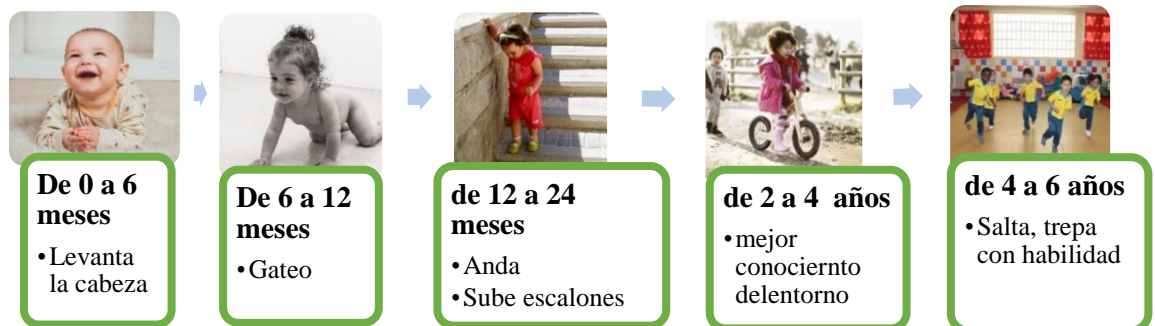 De 0 a 6
meses
• Levanta
la cabeza
De 6 a 12
meses
• Gateo
de 12 a 24
meses
• Anda
• Sube escalones
de 2 a 4 años
• mejor
conociernto
delentorno
de 4 a 6 años
• Salta, trepa
con habilidad